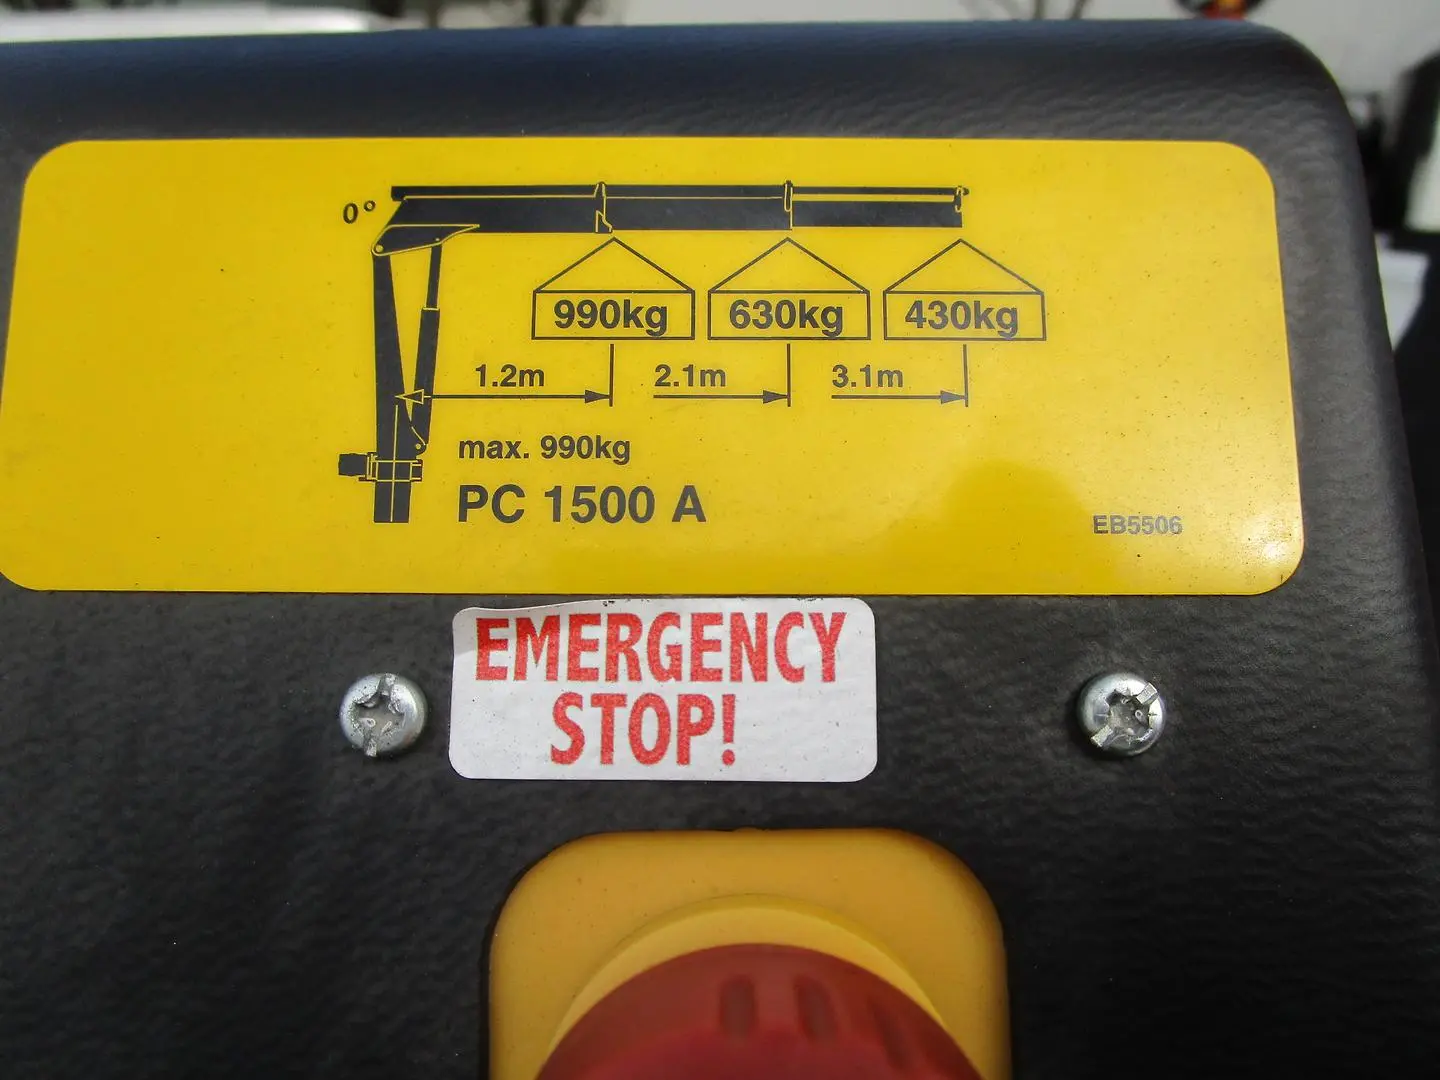 0°
990kg 630kg 430kg
1.2m 2.1m 3.1m
max. 990kg
PC 1500 A
EB5506
EMERGENCY
STOP!